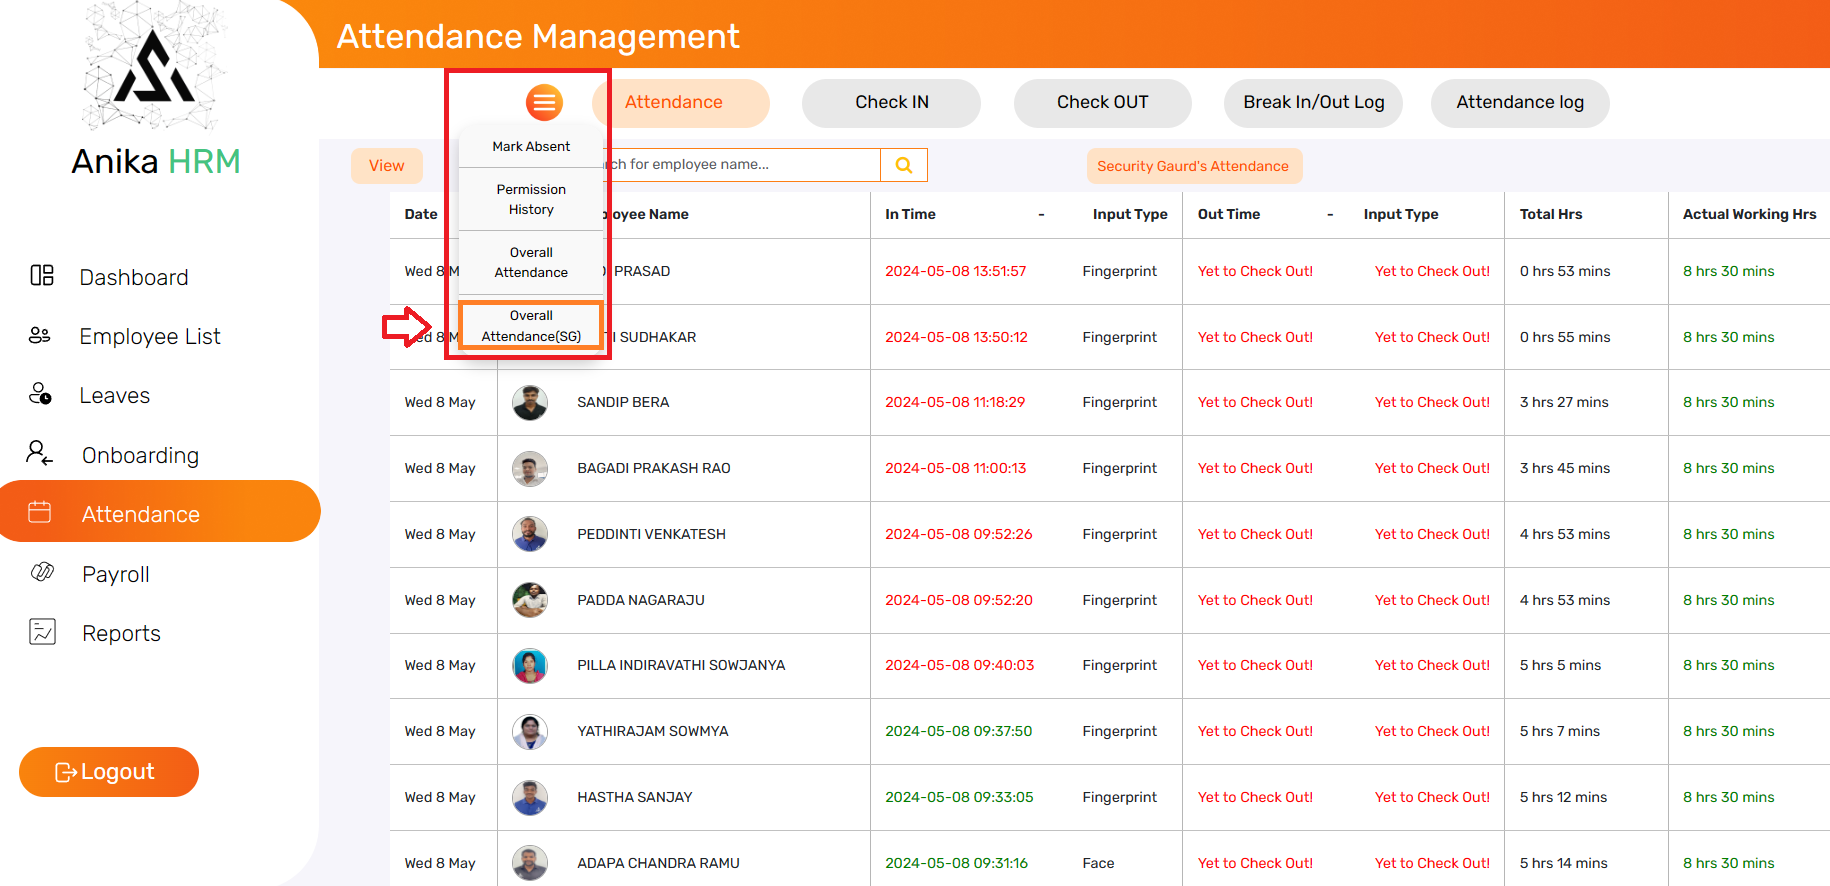 Attendance Management
Anika HRM
Attendance
Check IN
Check OUT
Break In/Out Log
Attendance log
Mark Absent
Permission
History
Overall
Attendance
Overall
Attendance(SG)
View
for employee name...
Security Gaurd's Attendance
Dashboard
Employee List
Leaves
Onboarding
Attendance
Payroll
Reports
Logout
Date Name In Time - Input Type Out Time - Input Type Total Hrs Actual Working Hrs
Wed 8 PRASAD 2024-05-08 13:51:57 Fingerprint Yet to Check Out! Yet to Check Out! 0 hrs 53 mins 8 hrs 30 mins
8 SUDHAKAR 2024-05-08 13:50:12 Fingerprint Yet to Check Out! Yet to Check Out! 0 hrs 55 mins 8 hrs 30 mins
Wed 8 May SANDIP BERA 2024-05-08 11:18:29 Fingerprint Yet to Check Out! Yet to Check Out! 3 hrs 27 mins 8 hrs 30 mins
Wed 8 May BAGADI PRAKASH RAO 2024-05-08 11:00:13 Fingerprint Yet to Check Out! Yet to Check Out! 3 hrs 45 mins 8 hrs 30 mins
Wed 8 May PEDDINTI VENKATESH 2024-05-08 09:52:26 Fingerprint Yet to Check Out! Yet to Check Out! 4 hrs 53 mins 8 hrs 30 mins
Wed 8 May PADDA NAGARAJU 2024-05-08 09:52:20 Fingerprint Yet to Check Out! Yet to Check Out! 4 hrs 53 mins 8 hrs 30 mins
Wed 8 May PILLA INDIRAVATHI SOWJANYA 2024-05-08 09:40:03 Fingerprint Yet to Check Out! Yet to Check Out! 5 hrs 5 mins 8 hrs 30 mins
Wed 8 May YATHIRAJAM SOWMYA 2024-05-08 09:37:50 Fingerprint Yet to Check Out! Yet to Check Out! 5 hrs 7 mins 8 hrs 30 mins
Wed 8 May HASTHA SANJAY 2024-05-08 09:33:05 Fingerprint Yet to Check Out! Yet to Check Out! 5 hrs 12 mins 8 hrs 30 mins
Wed 8 May ADAPA CHANDRA RAMU 2024-05-08 09:31:16 Face Yet to Check Out! Yet to Check Out! 5 hrs 14 mins 8 hrs 30 mins